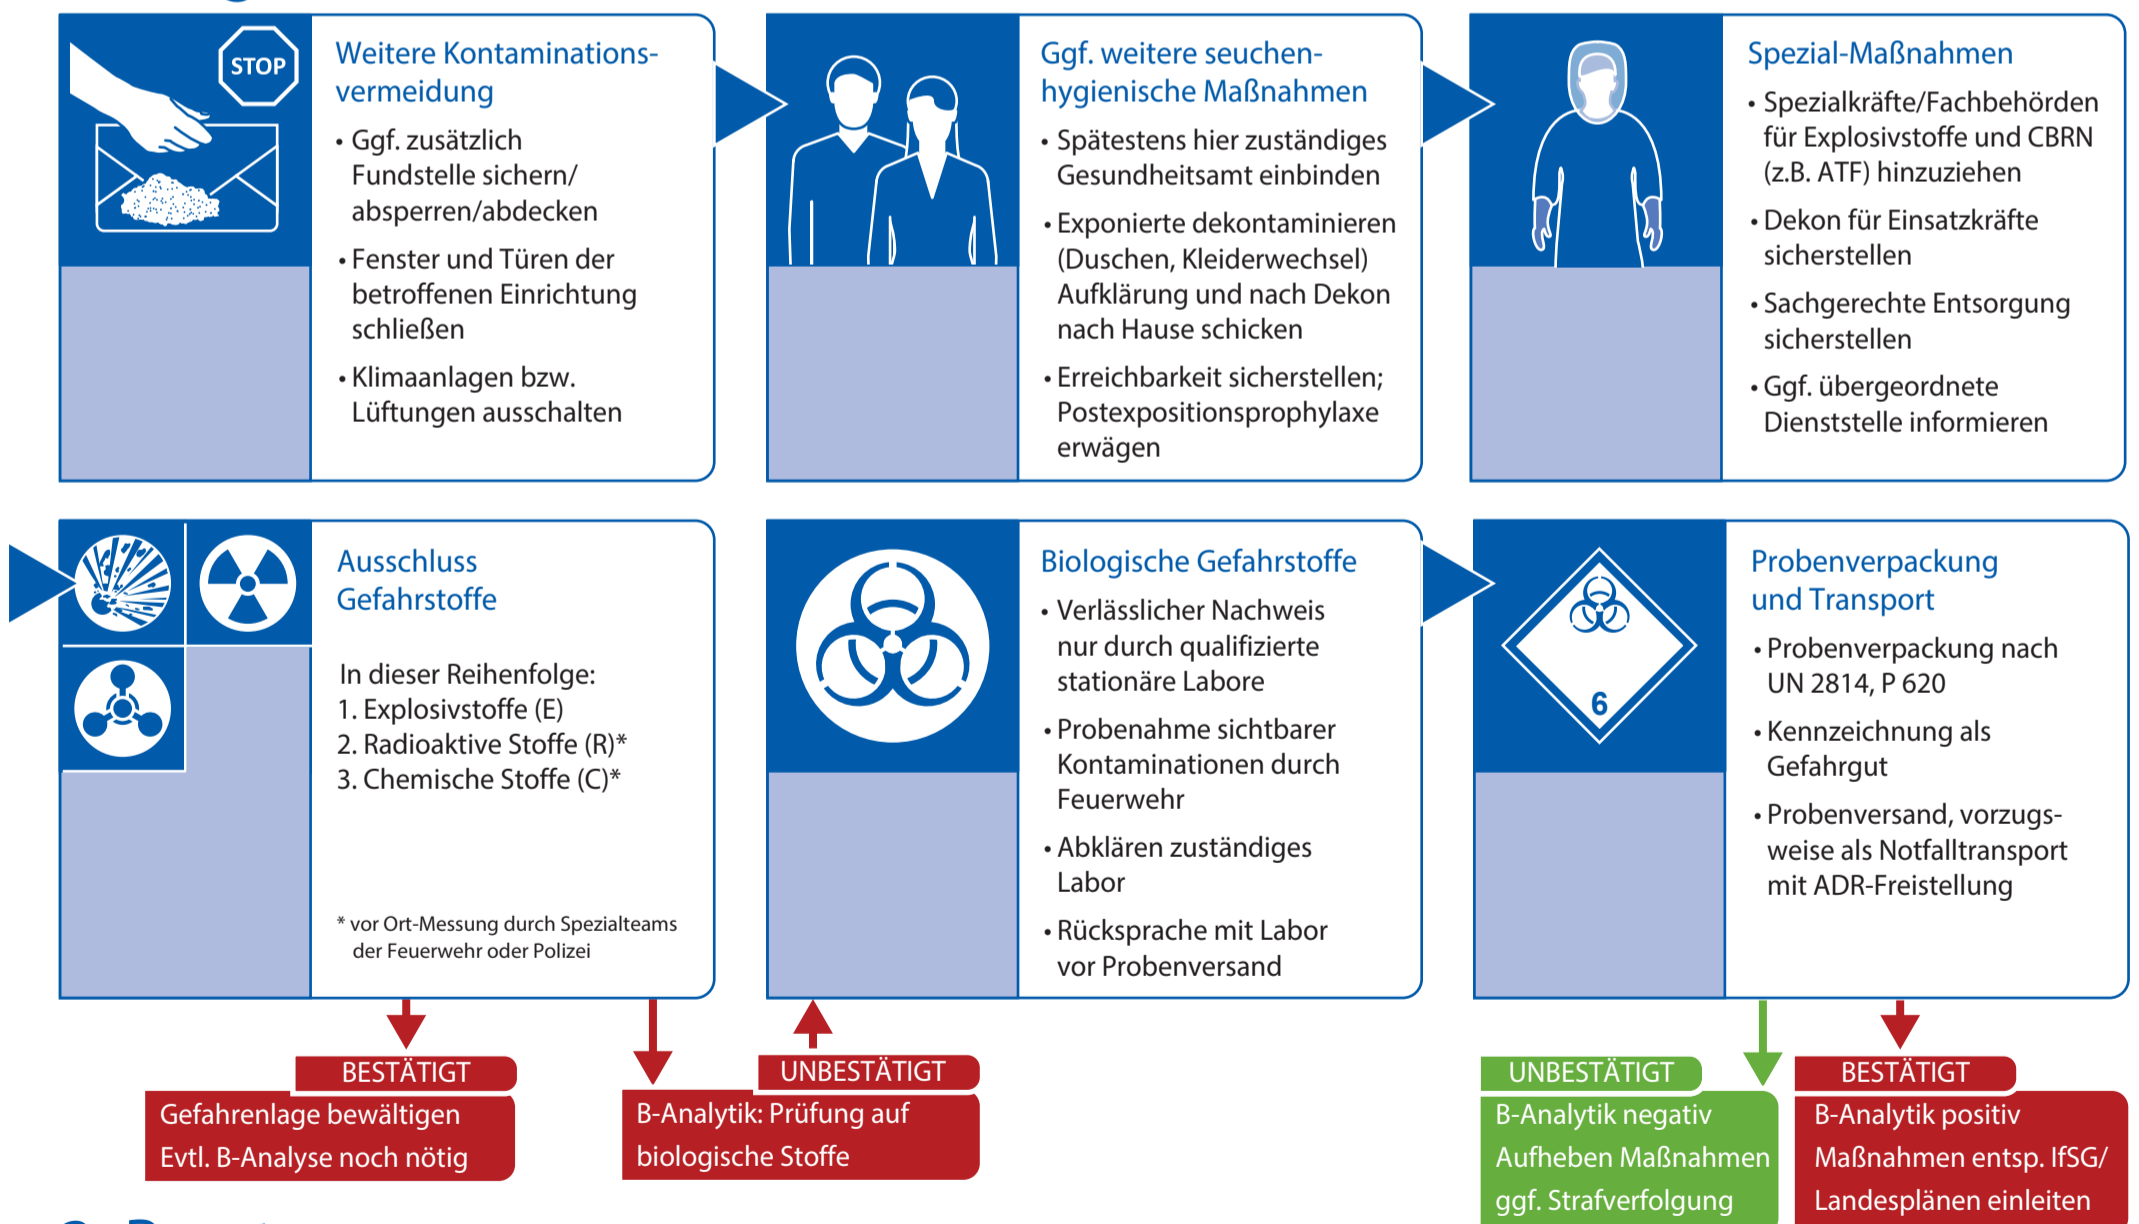 STOP
Weitere Kontaminations-
vermeidung
• Ggf. zusätzlich
Fundstelle sichern/
absperren/abdecken
• Fenster und Türen der
betroffenen Einrichtung
schließen
• Klimaanlagen bzw.
Lüftungen ausschalten
Ggf. weitere seuchen-
hygienische Maßnahmen
• Spätestens hier zuständiges
Gesundheitsamt einbinden
• Exponierte dekontaminieren
(Duschen, Kleiderwechsel)
Aufklärung und nach Dekon
nach Hause schicken
• Erreichbarkeit sicherstellen;
Postexpositionsprophylaxe
erwägen
Spezial-Maßnahmen
• Spezialkräfte/Fachbehörden
für Explosivstoffe und CBRN
(z.B. ATF) hinzuziehen
• Dekon für Einsatzkräfte
sicherstellen
• Sachgerechte Entsorgung
sicherstellen
• Ggf. übergeordnete
Dienststelle informieren
Ausschluss
Gefahrstoffe
In dieser Reihenfolge:
1. Explosivstoffe (E)
2. Radioaktive Stoffe (R)*
3. Chemische Stoffe (C)*
* vor Ort-Messung durch Spezialteams
der Feuerwehr oder Polizei
Biologische Gefahrstoffe
• Verlässlicher Nachweis
nur durch qualifizierte
stationäre Labore
• Probenahme sichtbarer
Kontaminationen durch
Feuerwehr
• Abklären zuständiges
Labor
• Rücksprache mit Labor
vor Probenversand
6
Probenverpackung
und Transport
• Probenverpackung nach
UN 2814, P 620
• Kennzeichnung als
Gefahrgut
• Probenversand, vorzugs-
weise als Notfalltransport
mit ADR-Freistellung
BESTÄTIGT
Gefahrenlage bewältigen
Evtl. B-Analyse noch nötig
UNBESTÄTIGT
B-Analytik: Prüfung auf
biologische Stoffe
UNBESTÄTIGT
B-Analytik negativ
Aufheben Maßnahmen
ggf. Strafverfolgung
BESTÄTIGT
B-Analytik positiv
Maßnahmen entsp. IfSG/
Landesplänen einleiten